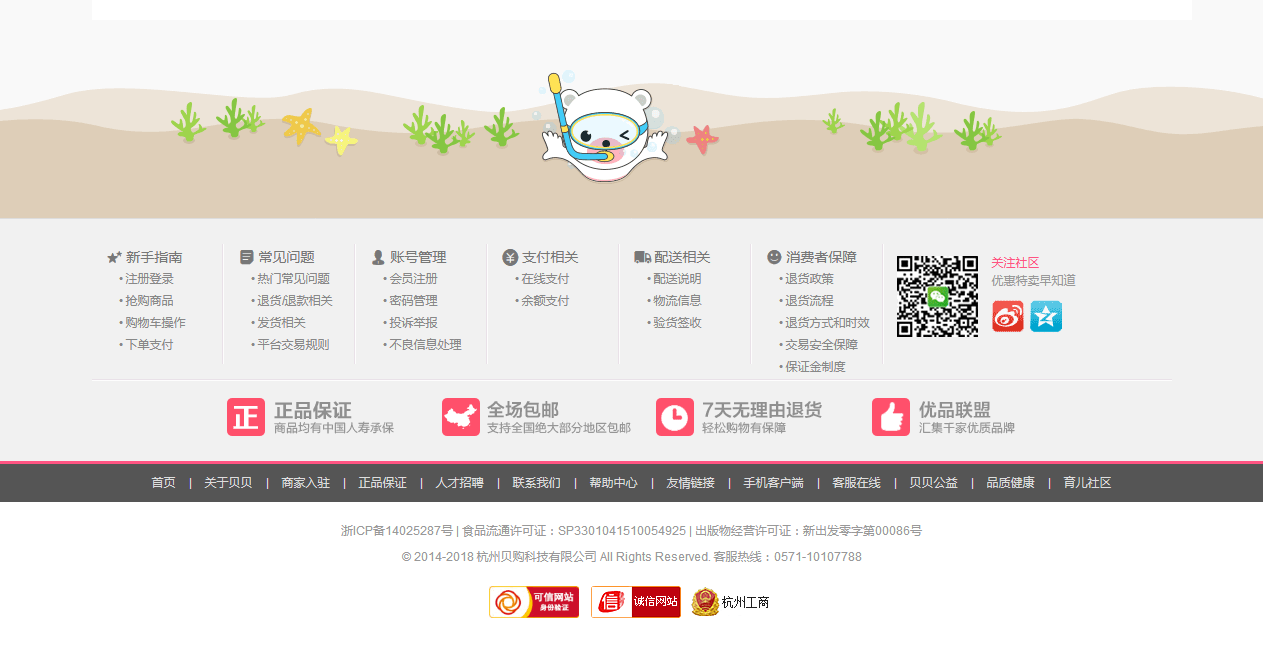 新手指南
• 注册登录
• 抢购商品
• 购物车操作
• 下单支付
常见问题
• 热门常见问题
• 退货/退款相关
• 发货相关
• 平台交易规则
账号管理
• 会员注册
• 密码管理
• 投诉举报
• 不良信息处理
支付相关
• 在线支付
• 余额支付
配送相关
• 配送说明
• 物流信息
• 验货签收
消费者保障
• 退货政策
• 退货流程
• 退货方式和时效
• 交易安全保障
• 保证金制度
关注社区
优惠特卖早知道
正
正品保证
商品均有中国人寿承保
全场包邮
支持全国绝大部分地区包邮
7天无理由退货
轻松购物有保障
优品联盟
汇集千家优质品牌
首页 | 关于贝贝 | 商家入驻 | 正品保证 | 人才招聘 | 联系我们 | 帮助中心 | 友情链接 | 手机客户端 | 客服在线 | 贝贝公益 | 品质健康 | 育儿社区
浙ICP备14025287号 | 食品流通许可证：SP3301041510054925 | 出版物经营许可证：新出发零字第00086号
© 2014-2018 杭州贝购科技有限公司 All Rights Reserved. 客服热线：0571-10107788
可信网站
身份验证
信 诚信网站
杭州工商